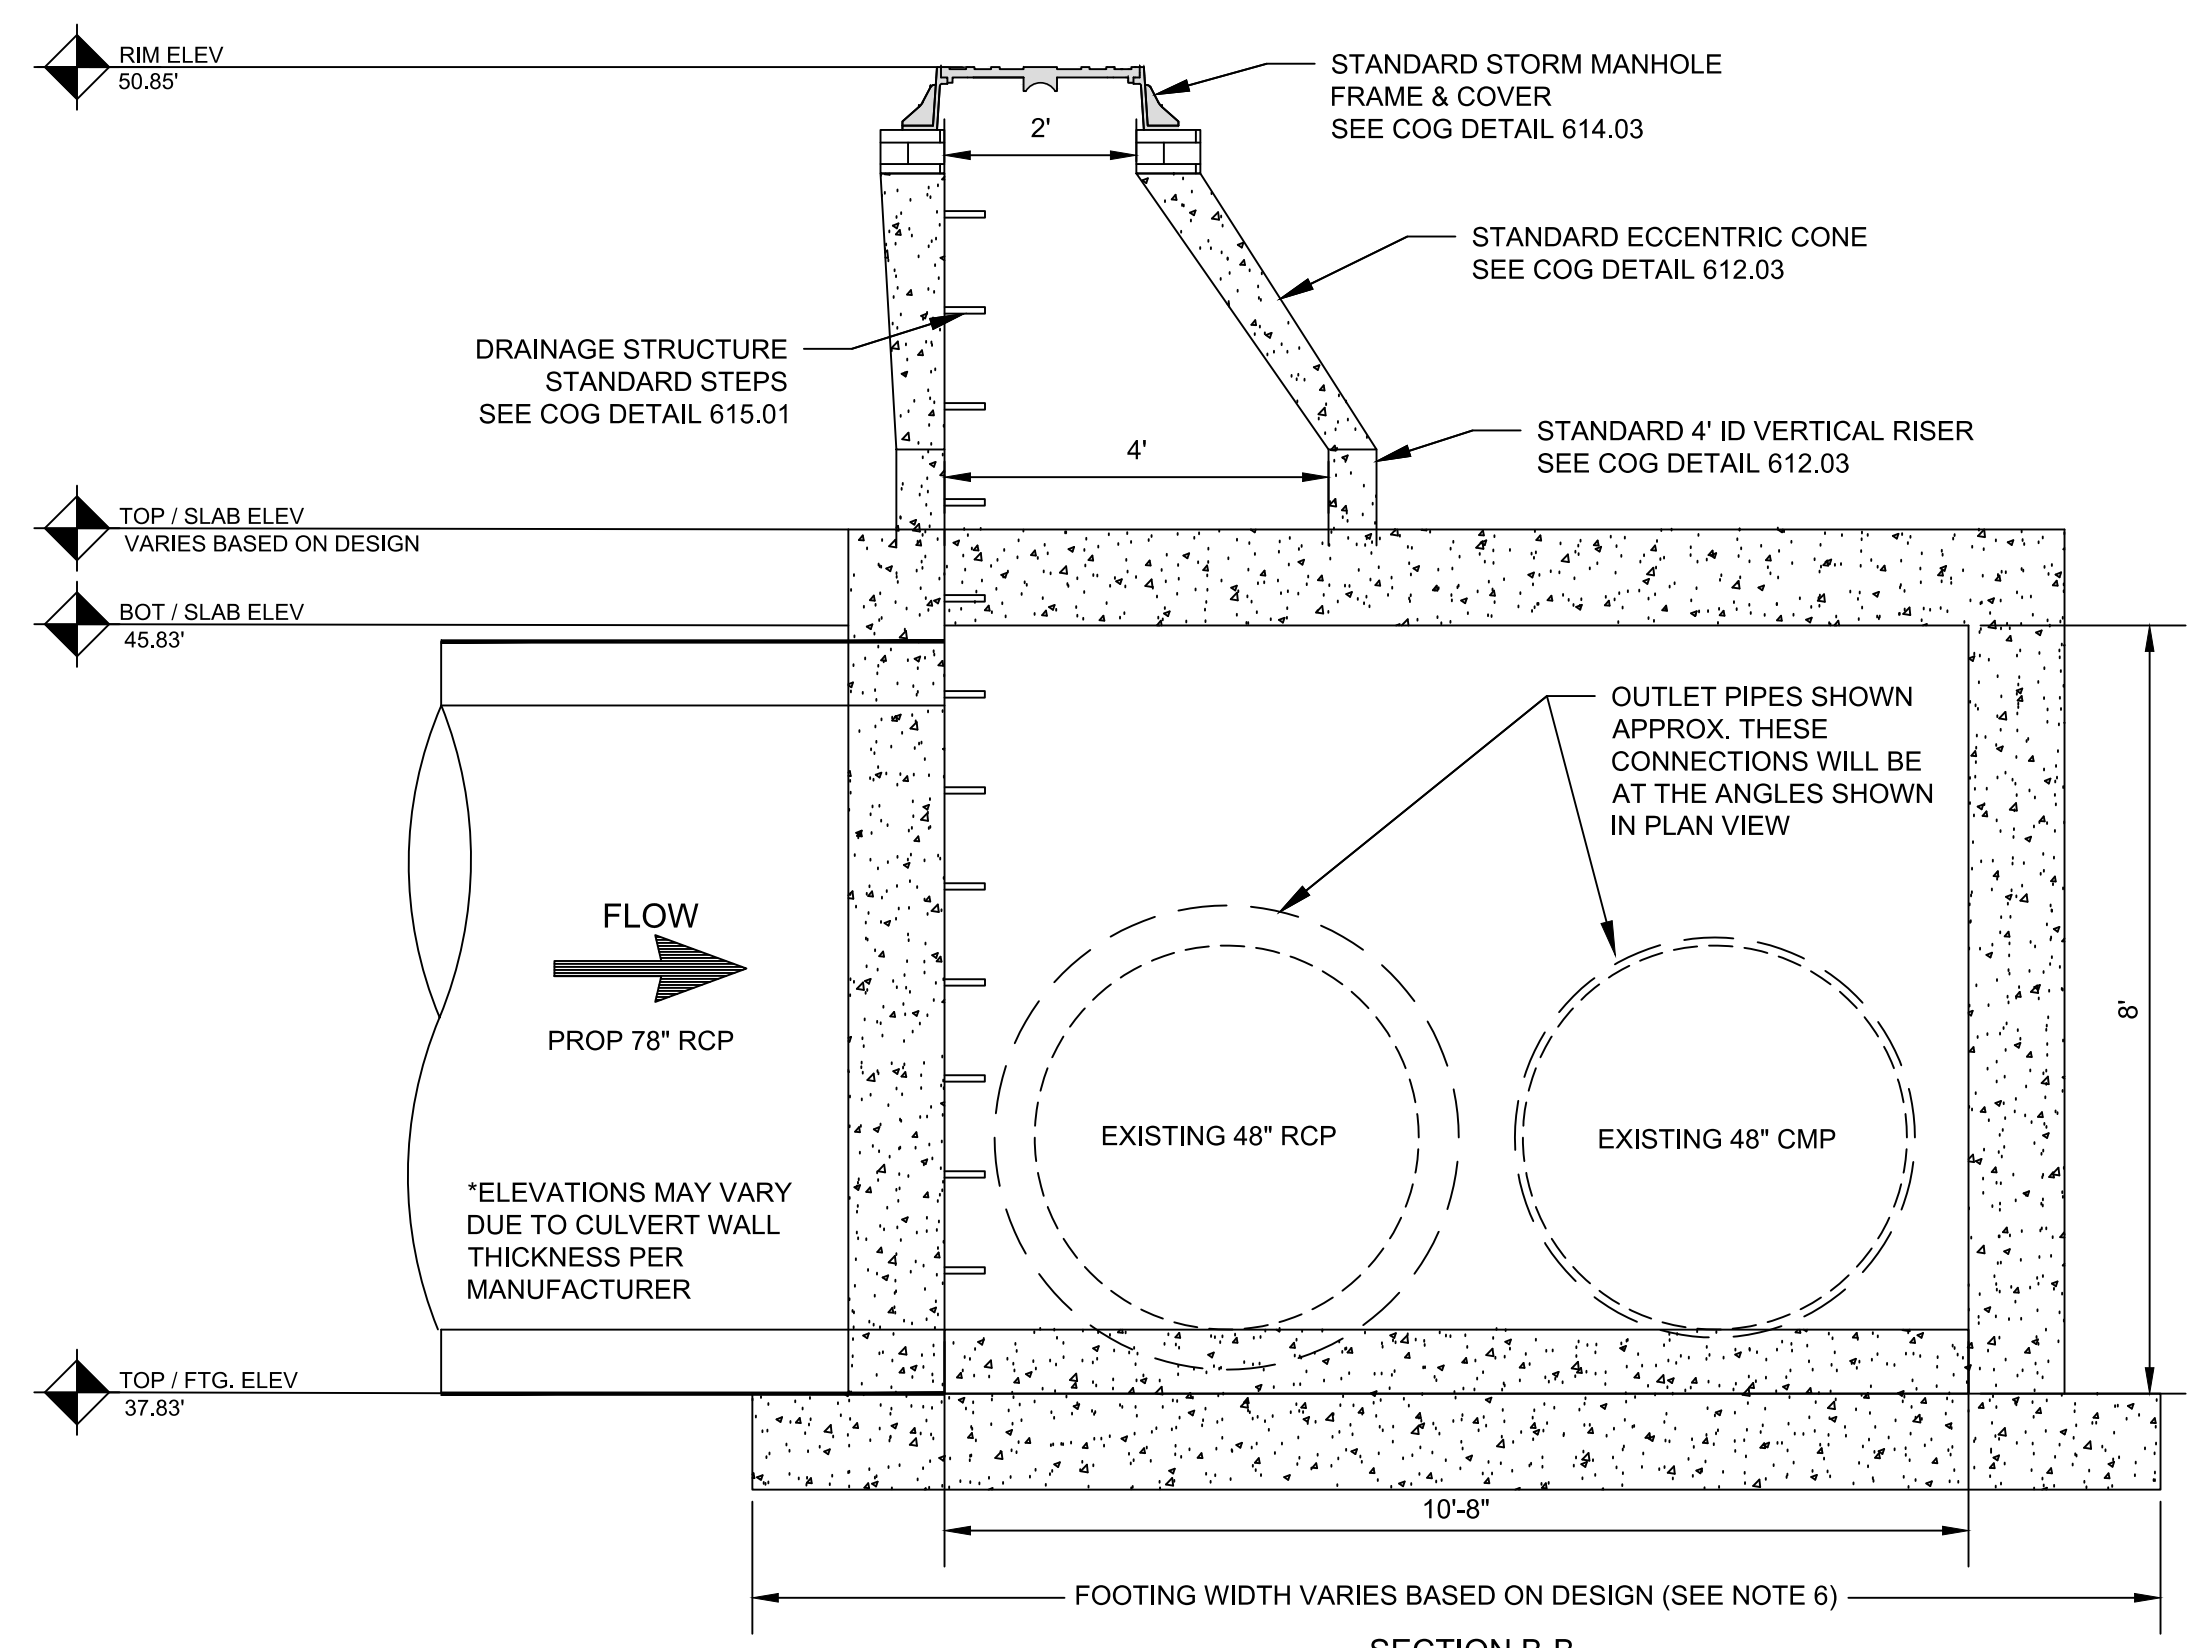 RIM ELEV
50.85'
STANDARD STORM MANHOLE
FRAME & COVER
SEE COG DETAIL 614.03
2'
STANDARD ECCENTRIC CONE
SEE COG DETAIL 612.03
DRAINAGE STRUCTURE
STANDARD STEPS
SEE COG DETAIL 615.01
STANDARD 4' ID VERTICAL RISER
SEE COG DETAIL 612.03
4'
TOP / SLAB ELEV
VARIES BASED ON DESIGN
BOT / SLAB ELEV
45.83'
OUTLET PIPES SHOWN
APPROX. THESE
CONNECTIONS WILL BE
AT THE ANGLES SHOWN
IN PLAN VIEW
FLOW
PROP 78" RCP
8'
EXISTING 48" RCP
EXISTING 48" CMP
*ELEVATIONS MAY VARY
DUE TO CULVERT WALL
THICKNESS PER
MANUFACTURER
TOP / FTG. ELEV
37.83'
10'-8"
FOOTING WIDTH VARIES BASED ON DESIGN (SEE NOTE 6)
SECTION B-B